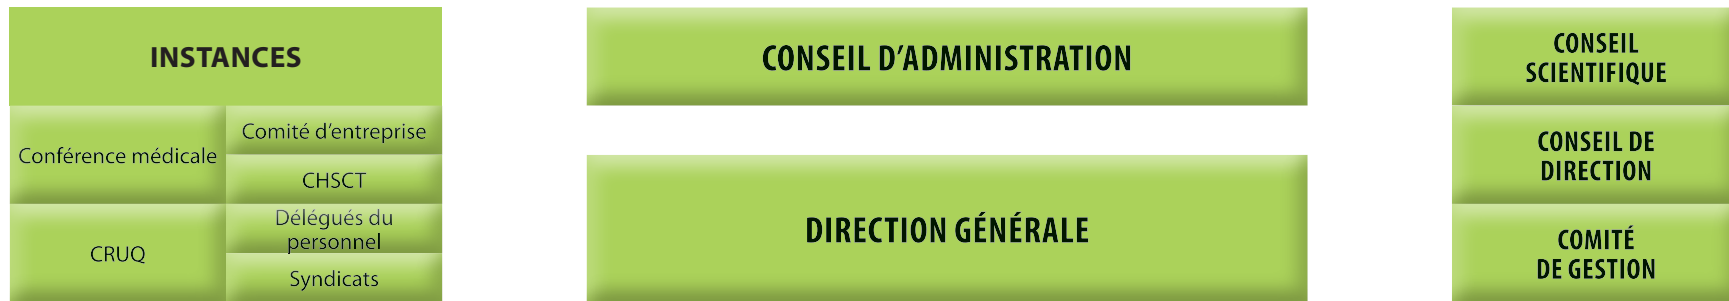 INSTANCES
Conférence médicale
Comité d’entreprise
CHSCT
CRUQ
Délégués du
personnel
Syndicats
CONSEIL D’ADMINISTRATION
DIRECTION GÉNÉRALE
CONSEIL
SCIENTIFIQUE
CONSEIL DE
DIRECTION
COMITÉ
DE GESTION